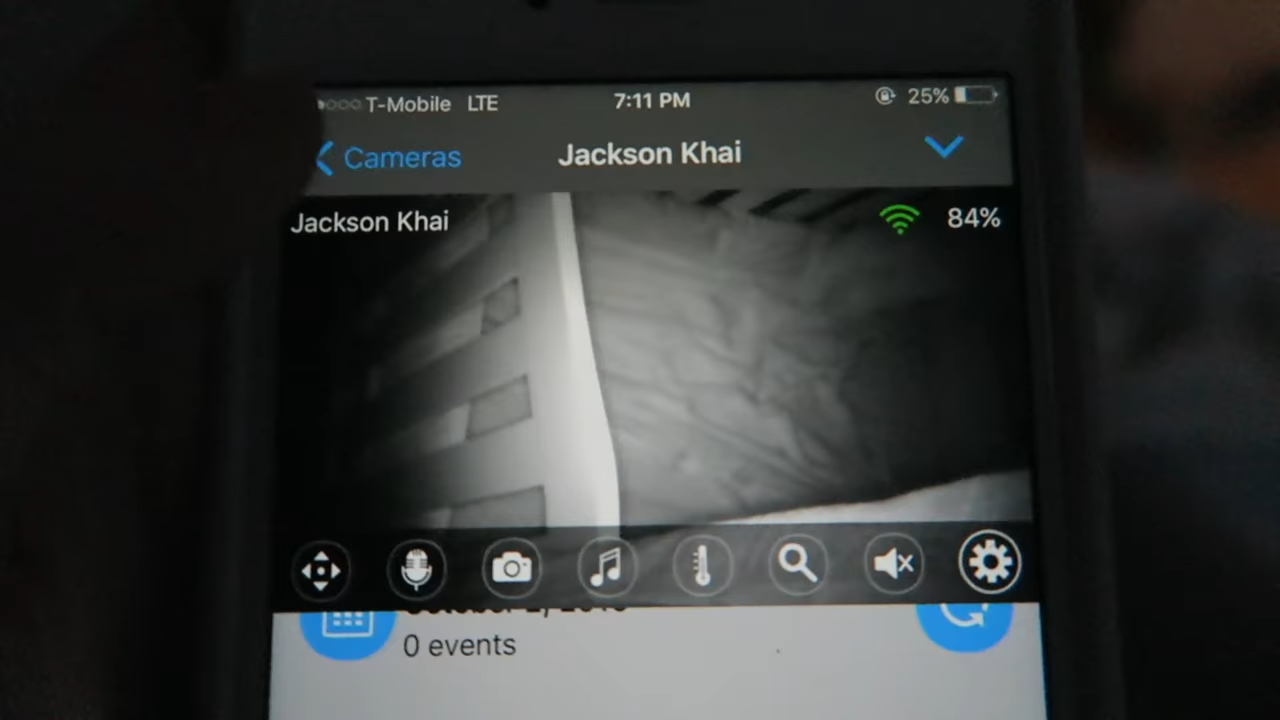 T-Mobile LTE 7:11 PM 25%
Cameras Jackson Khai
Jackson Khai 84%
0 events